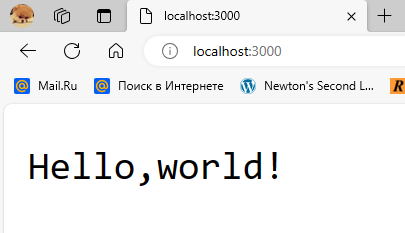 localhost:3000
localhost:3000
Mail.Ru
Поиск в Интернете
Newton's Second L...
R
Hello,world!